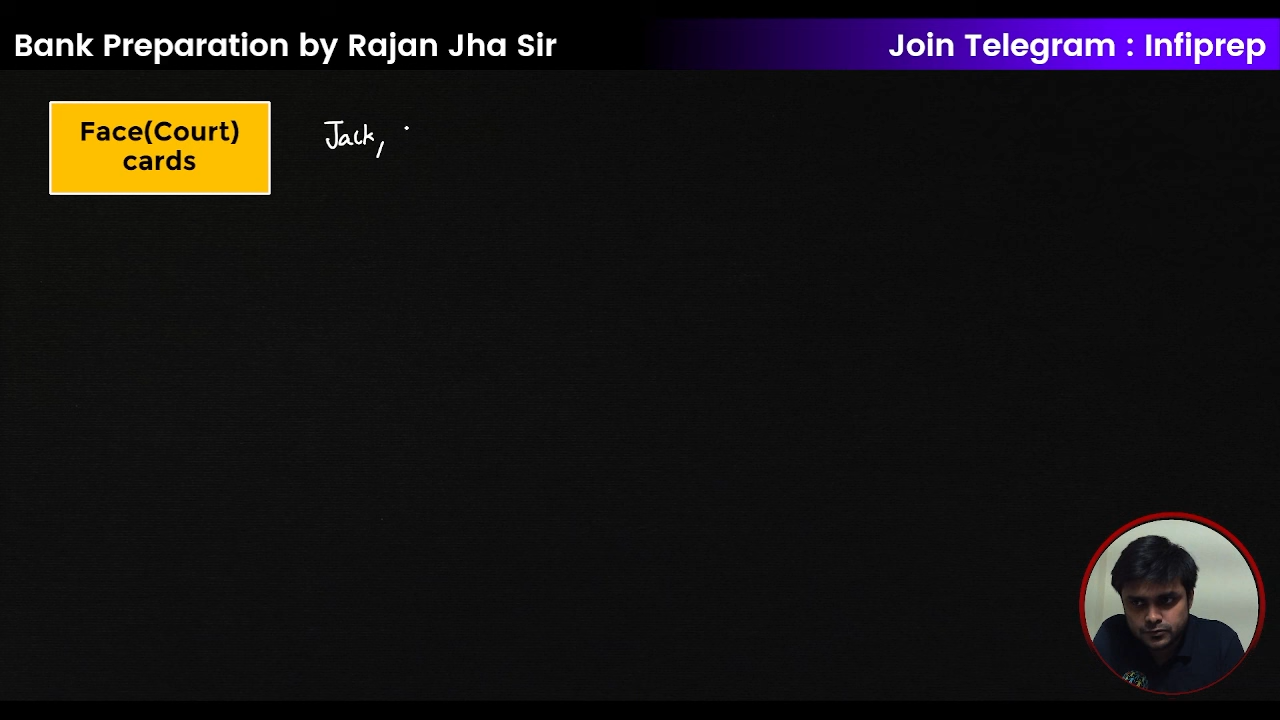 Bank Preparation by Rajan Jha Sir
Join Telegram : Infiprep
Face(Court)
cards
Jack,